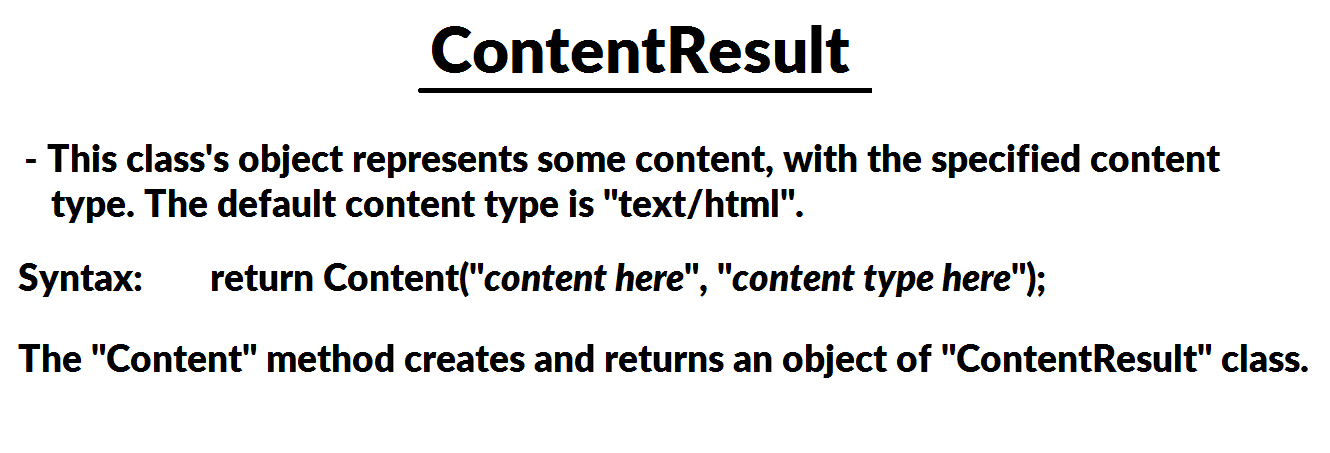 ContentResult
- This class's object represents some content, with the specified content
type. The default content type is "text/html".
Syntax: return Content("content here", "content type here");
The "Content" method creates and returns an object of "ContentResult" class.